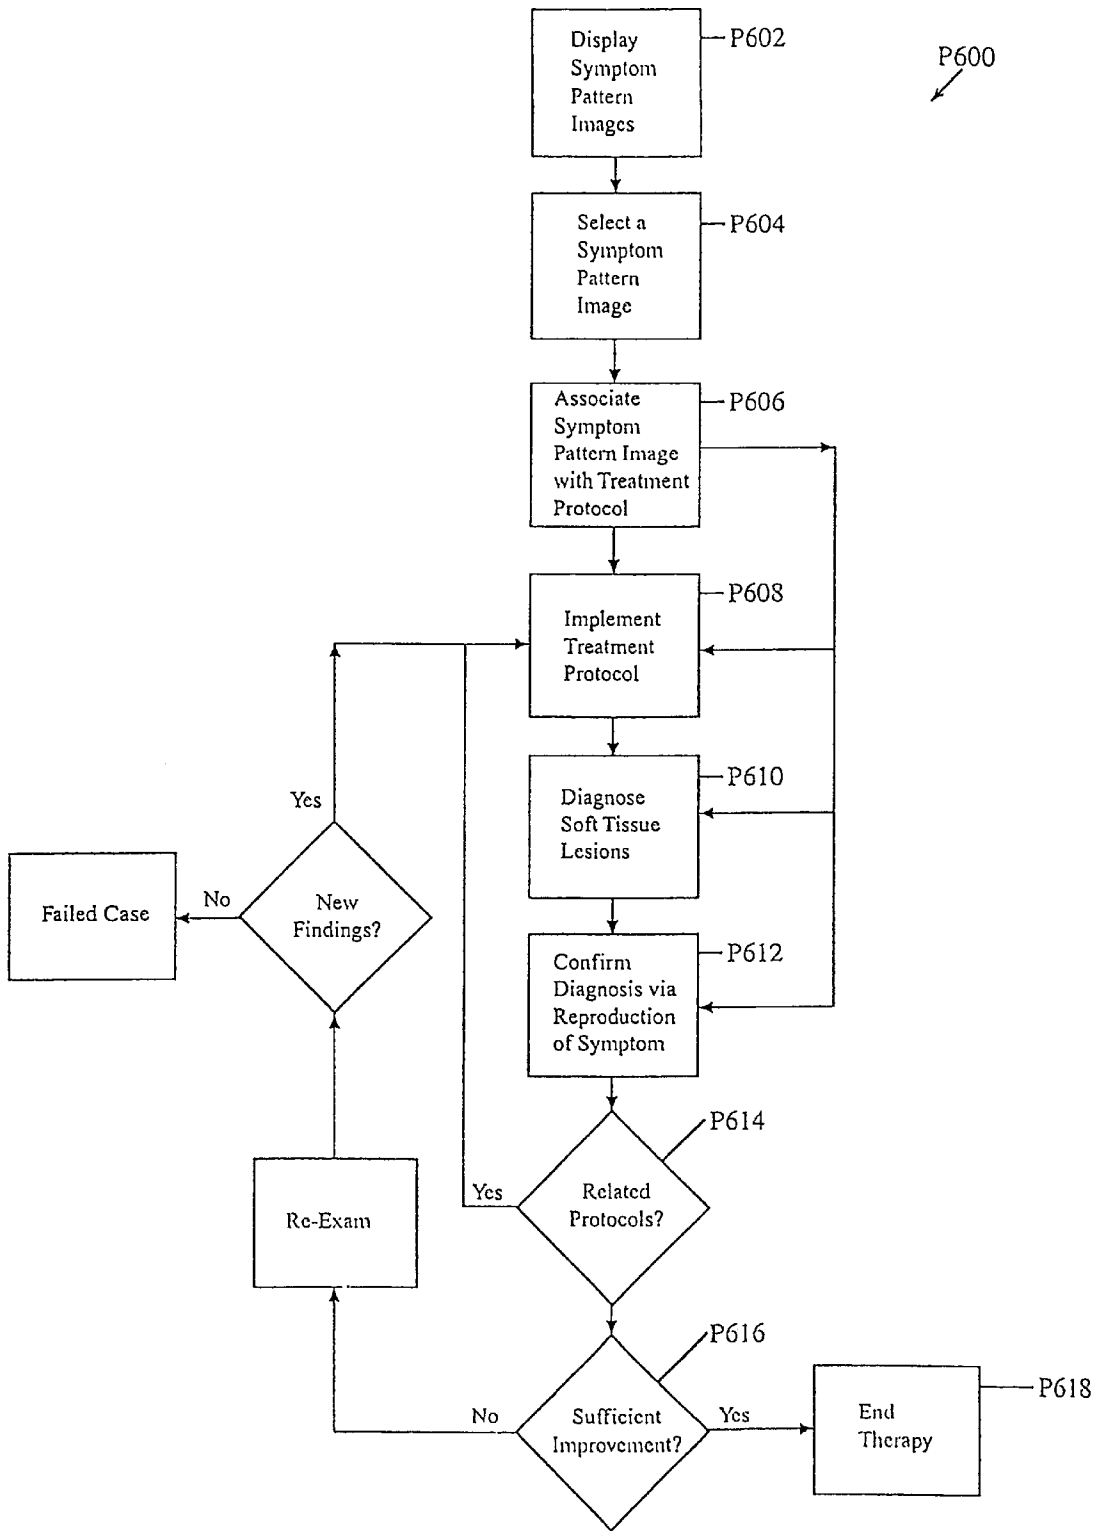 Display
Symptom
Pattern
Images
P602
P600
Select a
Symptom
Pattern
Image
P604
Associate
Symptom
Pattern Image
with Treatment
Protocol
P606
Implement
Treatment
Protocol
P608
Diagnose
Soft Tissue
Lesions
P610
Yes
New
Findings?
No
Failed Case
Confirm
Diagnosis via
Reproduction
of Symptom
P612
P614
Related
Protocols?
Yes
Re-Exam
P616
Sufficient
Improvement?
No
Yes
End
Therapy
P618